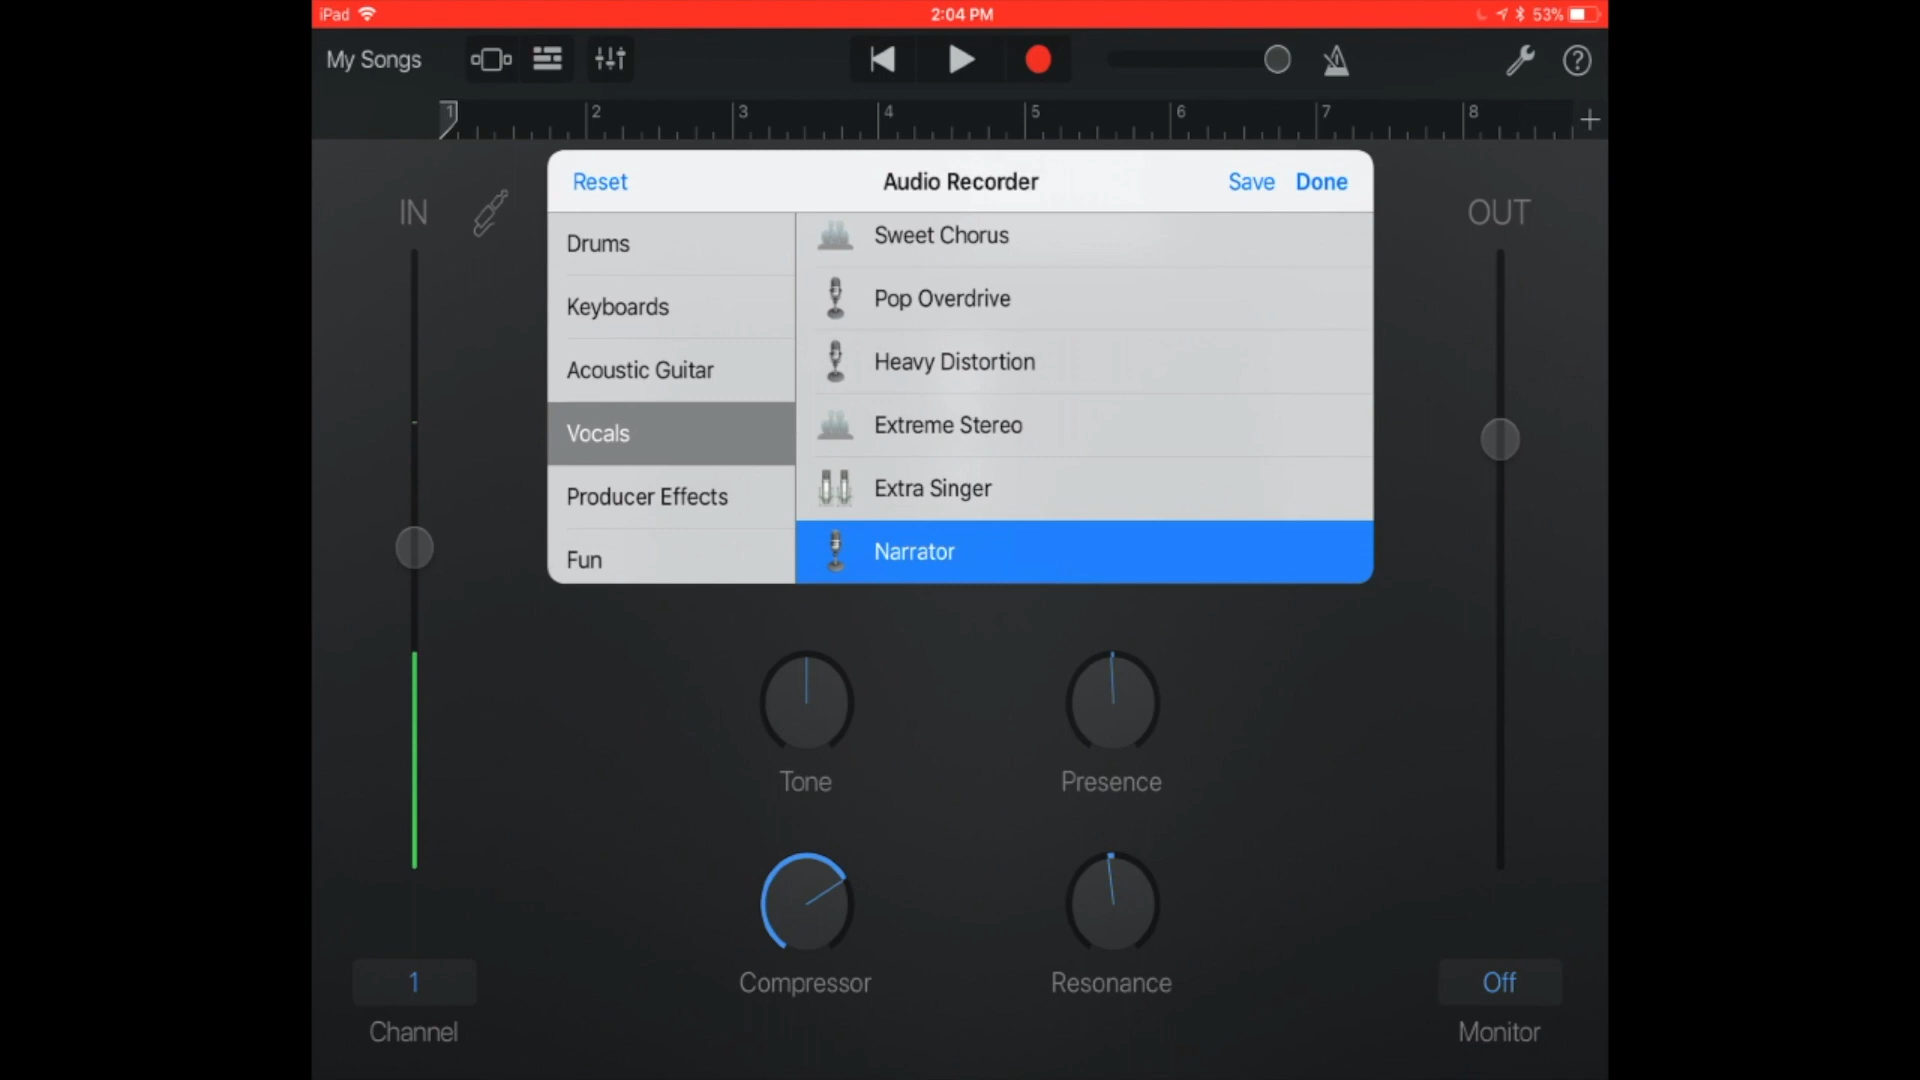 iPad 2:04 PM 53%
My Songs
1 2 3 4 5 6 7 8
Reset Audio Recorder Save Done
IN
OUT
Drums
Keyboards
Acoustic Guitar
Vocals
Producer Effects
Fun
Sweet Chorus
Pop Overdrive
Heavy Distortion
Extreme Stereo
Extra Singer
Narrator
Tone
Presence
Compressor
Resonance
1
Channel
Off
Monitor